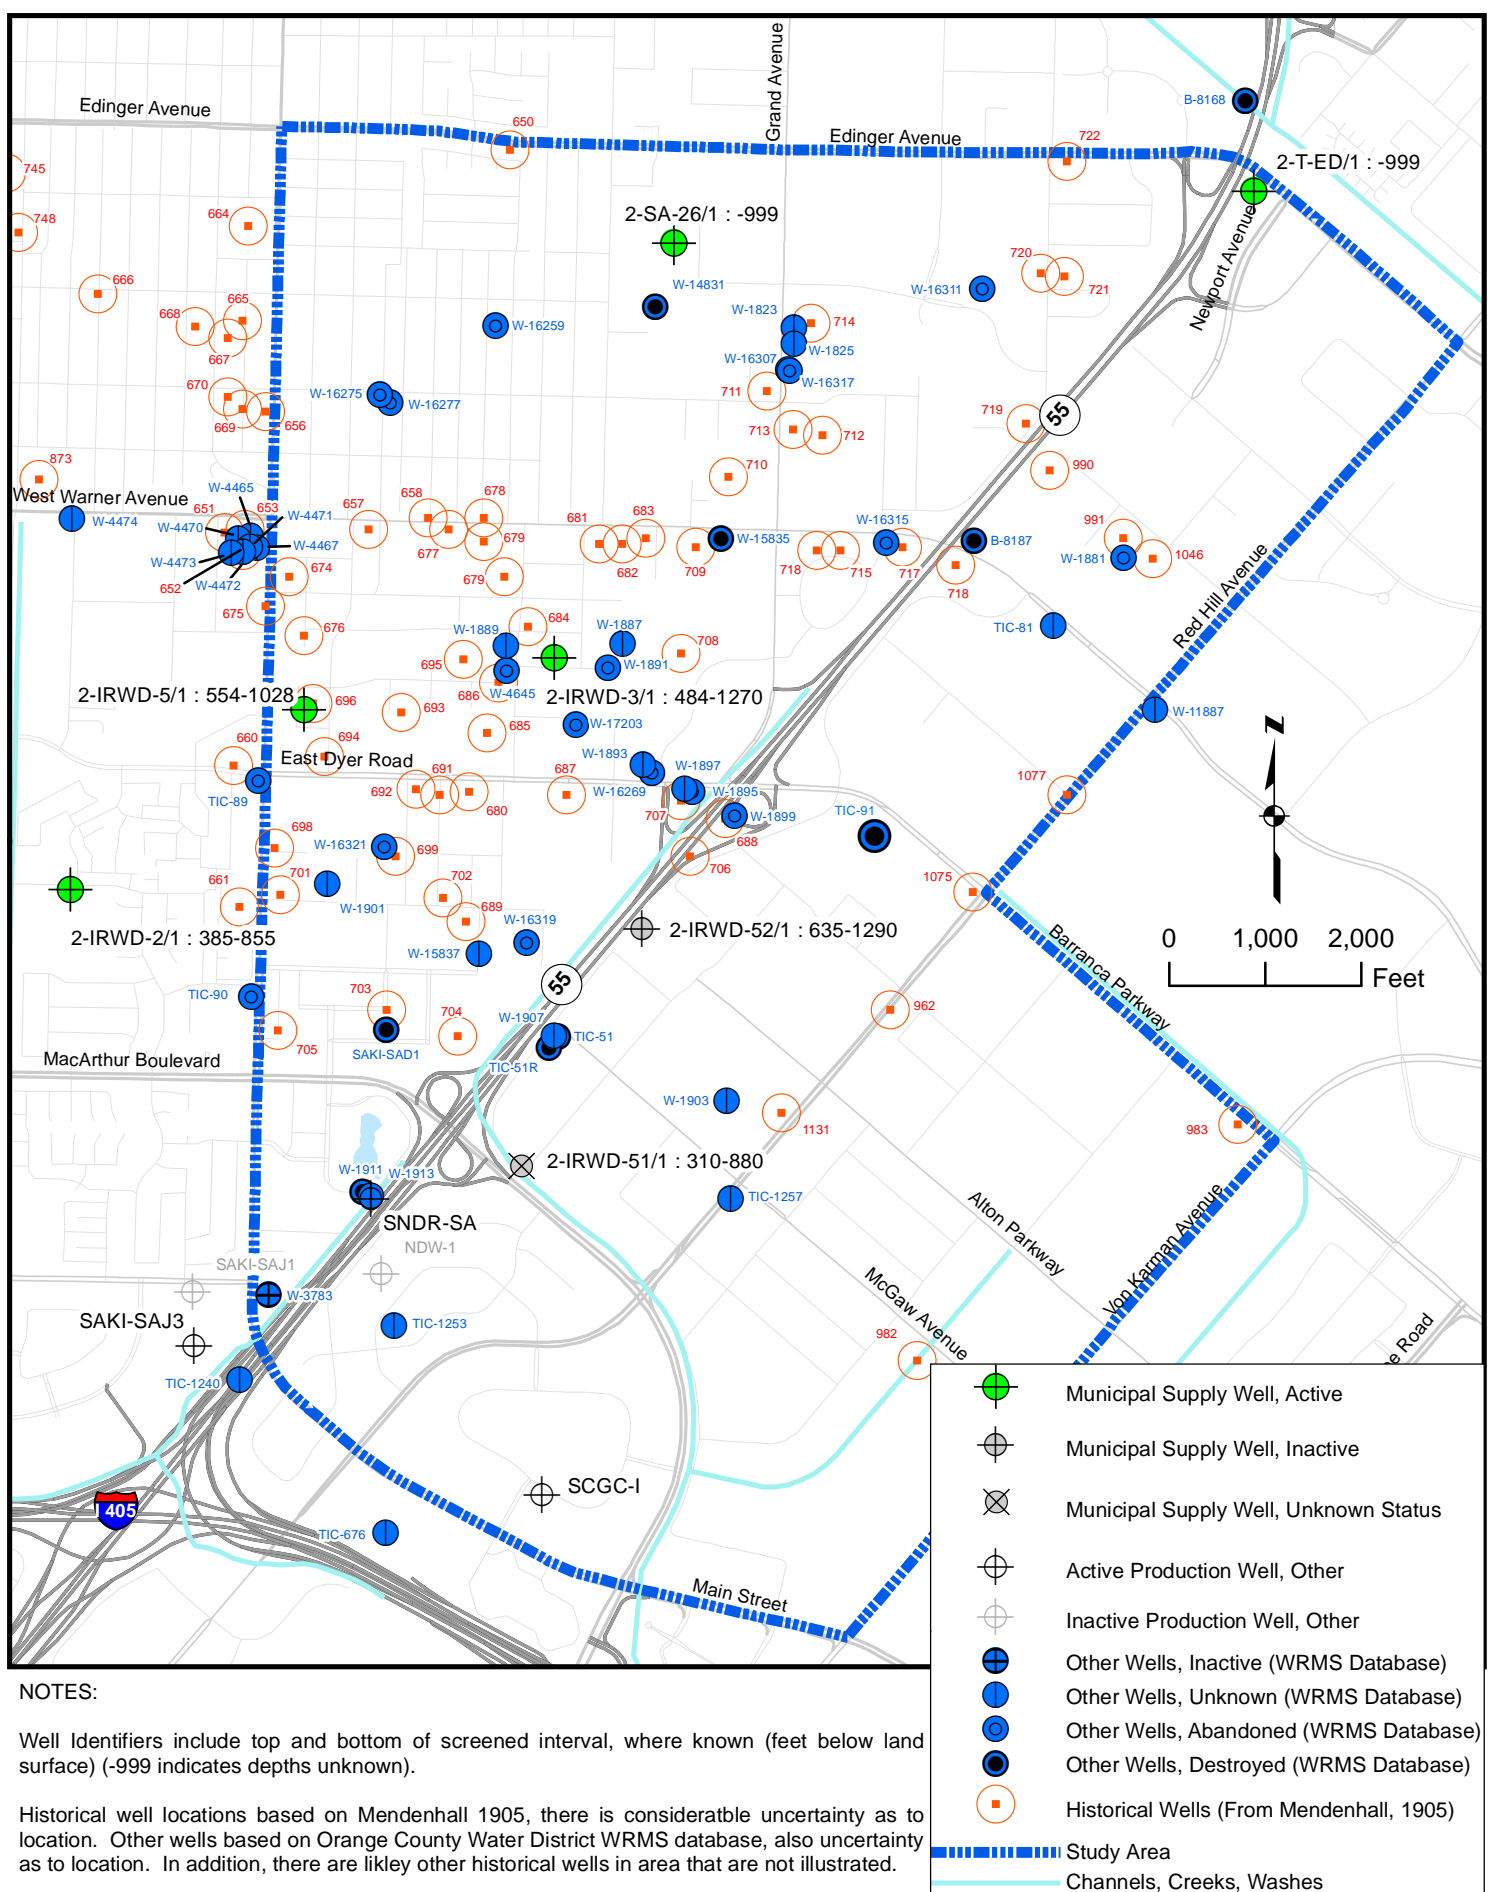 Edinger Avenue
Grand Avenue
Edinger Avenue
B-8168
650
722
745
2-T-ED/1 : -999
748
664
2-SA-26/1 : -999
Newport Avenue
666
720
721
W-14831
W-16311
665
668
667
W-16259
W-1823
714
W-1825
W-16307
W-16317
670
669
656
W-16275
W-16277
711
713
712
719
55
990
873
710
West Warner Avenue
W-4465
W-4474
651
653
W-4470
W-4471
W-4467
W-4473
W-4472
652
657
658
678
677
679
681
683
682
709
W-15835
W-16315
718
715
717
B-8187
718
991
W-1881
1046
674
679
675
676
Red Hill Avenue
TIC-81
684
W-1889
W-1887
695
W-1891
708
686
W-4645
2-IRWD-5/1 : 554-1028
696
693
2-IRWD-3/1 : 484-1270
W-11887
685
W-17203
660
694
East Dyer Road
W-1893
W-1897
TIC-89
692
691
680
687
W-16269
W-1895
707
W-1899
688
TIC-91
1077
698
W-16321
699
706
661
701
W-1901
702
689
1075
2-IRWD-2/1 : 385-855
W-16319
W-15837
2-IRWD-52/1 : 635-1290
Barranca Parkway
0 1,000 2,000
Feet
TIC-90
55
703
704
705
SAKI-SAD1
962
W-1907
TIC-51
TIC-51R
MacArthur Boulevard
W-1903
1131
983
2-IRWD-51/1 : 310-880
W-1911
W-1913
TIC-1257
SNDR-SA
NDW-1
Alton Parkway
Von Karman Avenue
SAKI-SAJ1
W-3783
McGaw Avenue
SAKI-SAJ3
TIC-1253
982
TIC-1240
e Road
SCGC-I
405
TIC-676
Main Street
Municipal Supply Well, Active
Municipal Supply Well, Inactive
Municipal Supply Well, Unknown Status
Active Production Well, Other
Inactive Production Well, Other
Other Wells, Inactive (WRMS Database)
Other Wells, Unknown (WRMS Database)
Other Wells, Abandoned (WRMS Database)
Other Wells, Destroyed (WRMS Database)
Historical Wells (From Mendenhall, 1905)
Study Area
Channels, Creeks, Washes
NOTES:
Well Identifiers include top and bottom of screened interval, where known (feet below land
surface) (-999 indicates depths unknown).
Historical well locations based on Mendenhall 1905, there is consideratble uncertainty as to
location. Other wells based on Orange County Water District WRMS database, also uncertainty
as to location. In addition, there are likley other historical wells in area that are not illustrated.